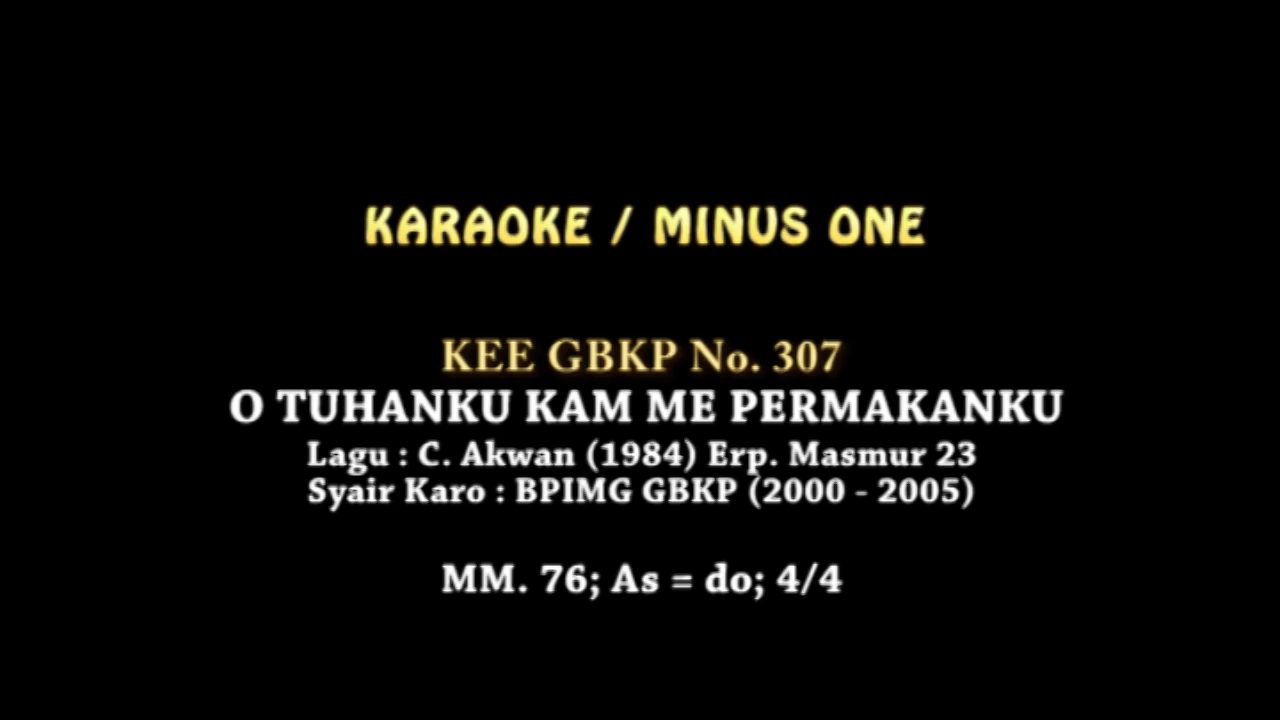 KARAOKE / MINUS ONE
KEE GBKP No. 307
O TUHANKU KAM ME PERMAKANKU
Lagu : C. Akwan (1984) Erp. Masmur 23
Syair Karo : BPIMG GBKP (2000 - 2005)
MM. 76; As = do; 4/4